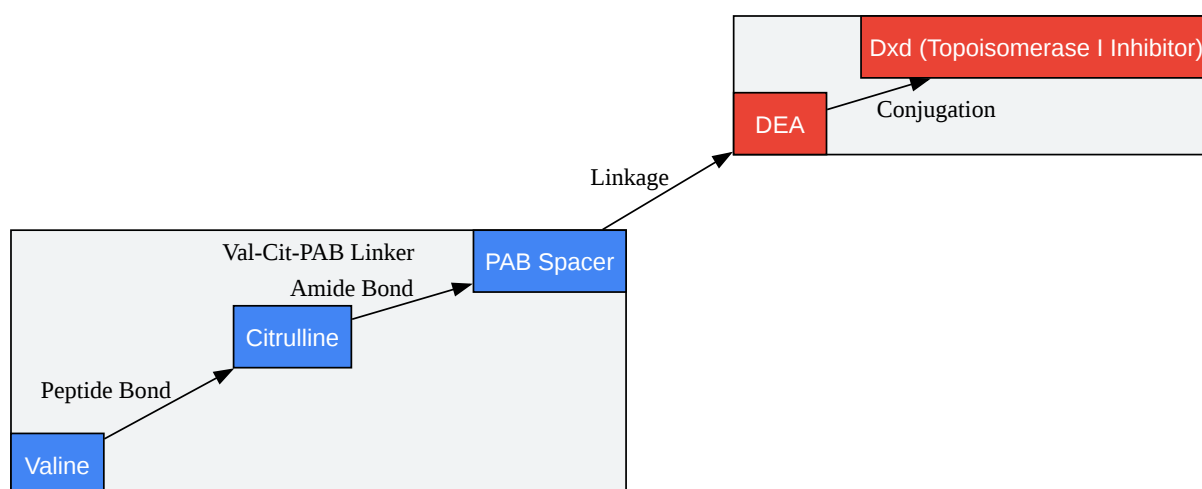 Dxd (Topoisomerase I Inhibitor)
DEA
Conjugation
Linkage
Val-Cit-PAB Linker
PAB Spacer
Amide Bond
Citrulline
Peptide Bond
Valine